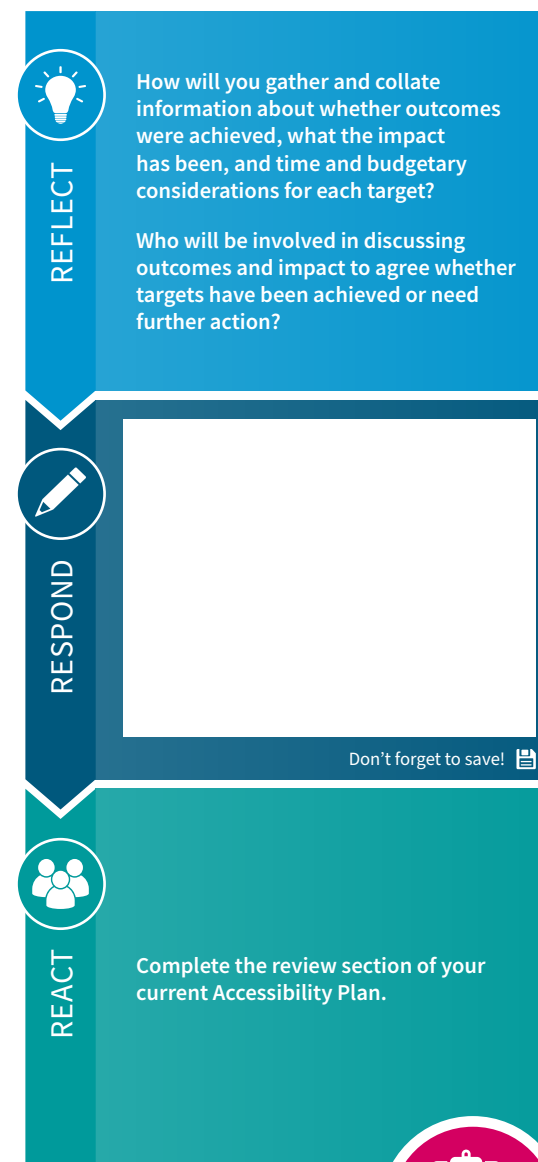 REFLECT
How will you gather and collate
information about whether outcomes
were achieved, what the impact
has been, and time and budgetary
considerations for each target?
Who will be involved in discussing
outcomes and impact to agree whether
targets have been achieved or need
further action?
RESPOND
Don’t forget to save!
REACT
Complete the review section of your
current Accessibility Plan.